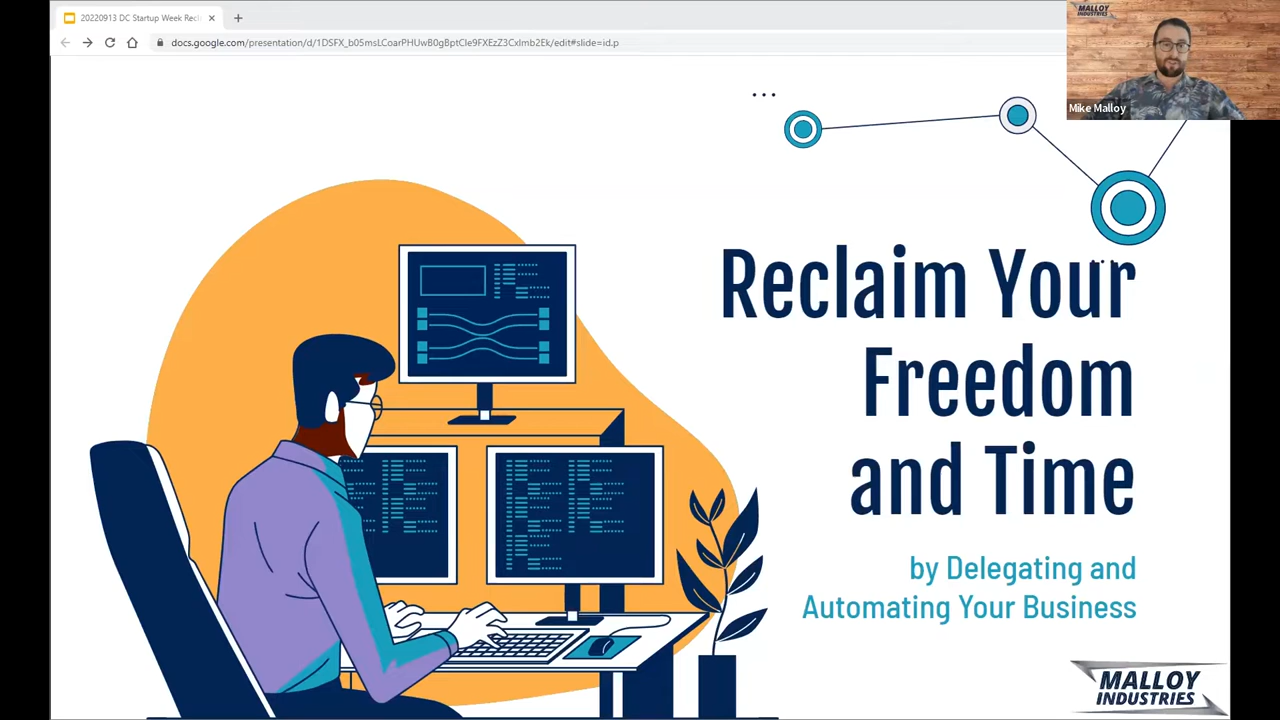 20220913 DC Startup Week Recl
docs.google.com/presentation/d/1DSFX_b05msLCoarPHUwB0gBptCle9FXEzZ3CxImb2Ek/edit#slide=id.p
MALLOY
INDUSTRIES
Mike Malloy
Reclaim Your
Freedom
and Time
by Delegating and
Automating Your Business
MALLOY
INDUSTRIES